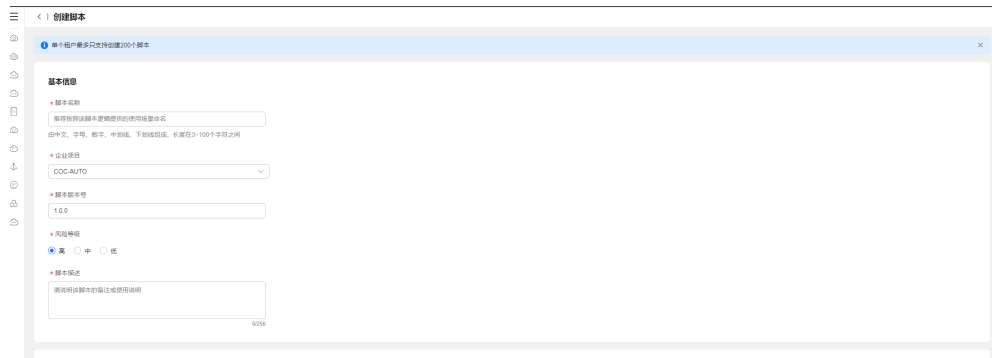 创建脚本
单个租户最多只支持创建200个脚本
基本信息
* 脚本名称
推荐按照该脚本逻辑提供的使用场景命名
由中文，字母，数字，中划线，下划线组成，长度在3~100个字符之间
* 企业项目
COC-AUTO
* 脚本版本号
1.0.0
* 风险等级
高 中 低
* 脚本描述
请说明该脚本的备注或使用说明
0/256